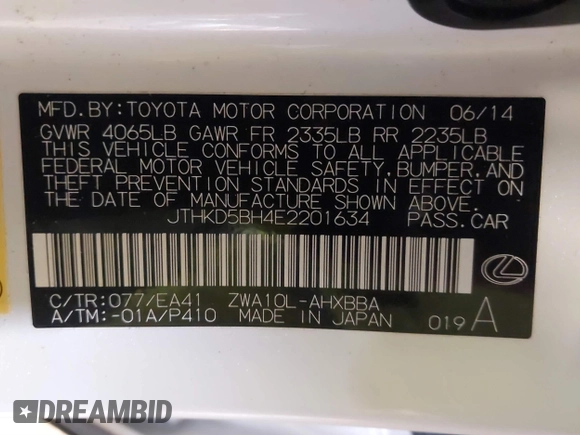 MFD.BY:TOYOTA MOTOR CORPORATION 06/14
GVWR 4065LB GAWR FR 2335LB RR 2235LB
THIS VEHICLE CONFORMS TO ALL APPLICABLE
FEDERAL MOTOR VEHICLE SAFETY, BUMPER, AND
THEFT PREVENTION STANDARDS IN EFFECT ON
THE DATE OF MANUFACTURE SHOWN ABOVE.
JTHKD5BH4E2201634 PASS.CAR
C/TR:077/EA41 ZWA10L-AHXBBA
A/TM:-01A/P410 MADE IN JAPAN 019 A
DREAMBID